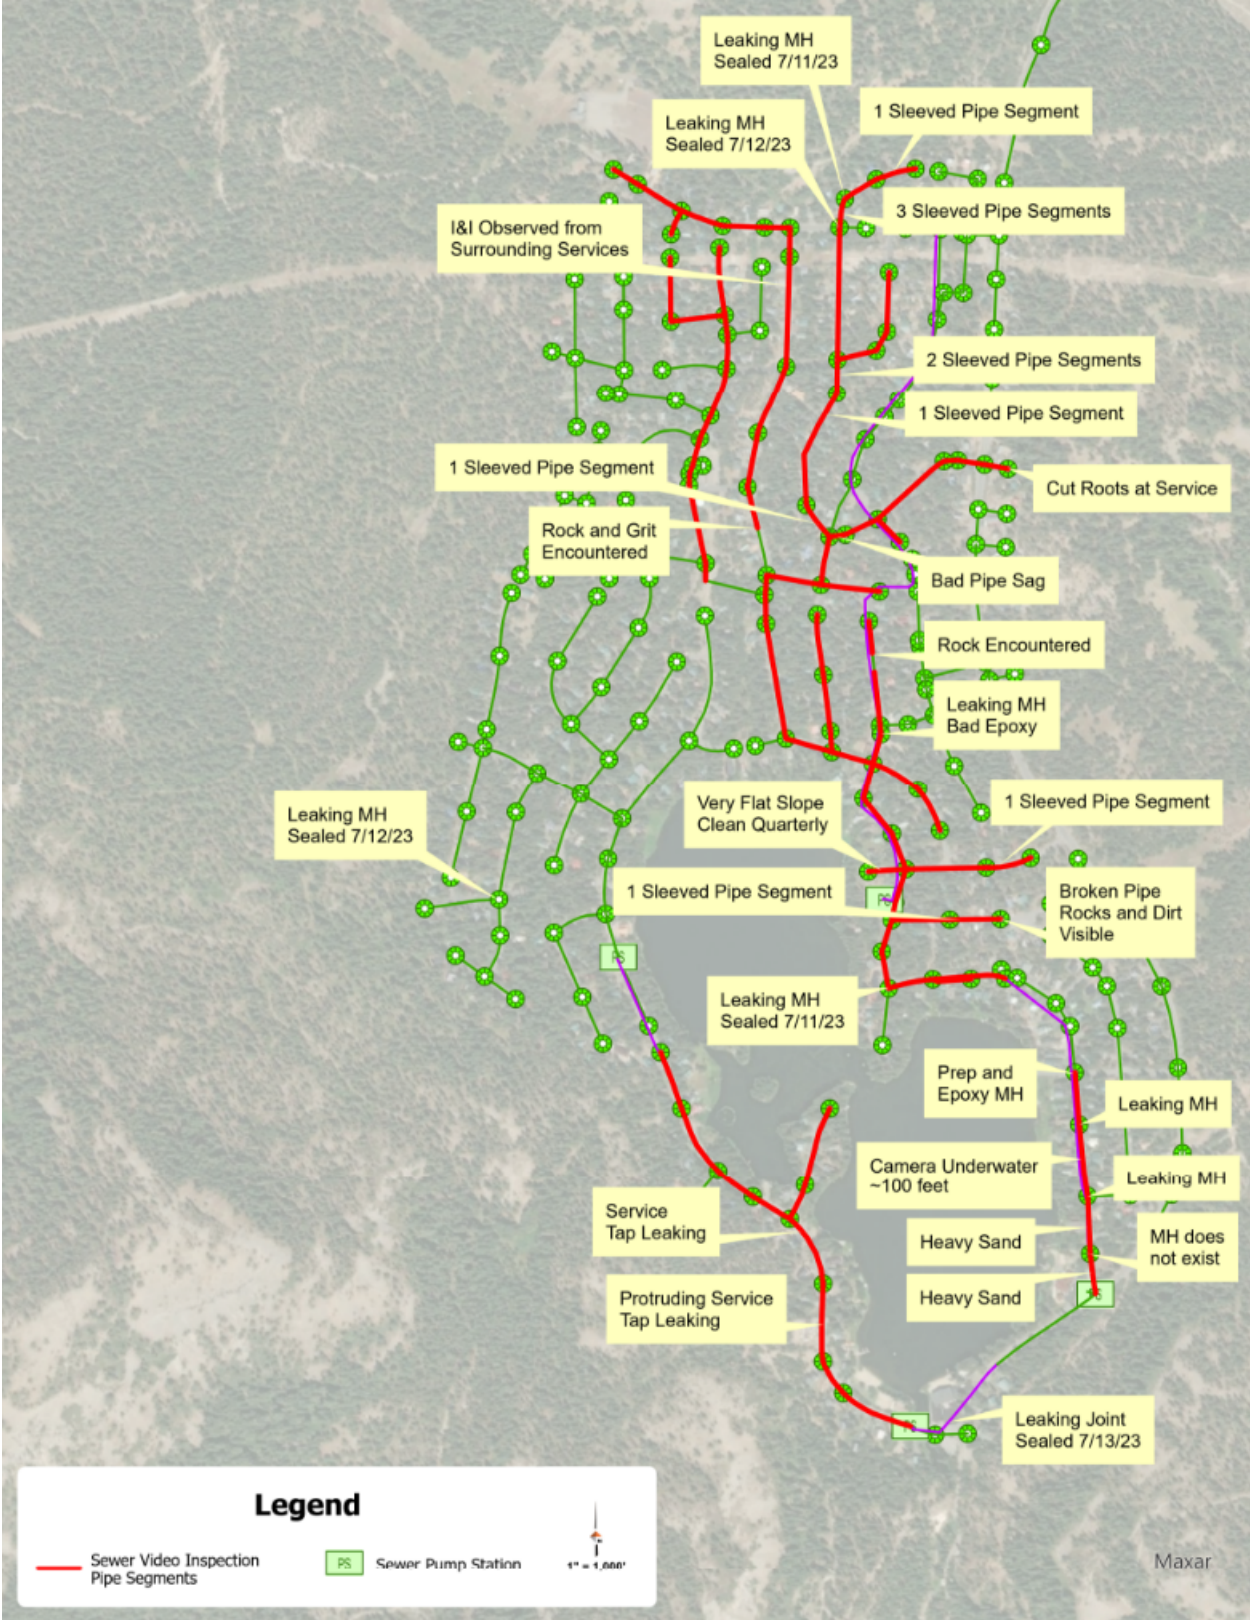 Leaking MH
Sealed 7/11/23
1 Sleeved Pipe Segment
Leaking MH
Sealed 7/12/23
3 Sleeved Pipe Segments
I&I Observed from
Surrounding Services
2 Sleeved Pipe Segments
1 Sleeved Pipe Segment
1 Sleeved Pipe Segment
Cut Roots at Service
Rock and Grit
Encountered
Bad Pipe Sag
Rock Encountered
Leaking MH
Bad Epoxy
Very Flat Slope
Clean Quarterly
1 Sleeved Pipe Segment
Leaking MH
Sealed 7/12/23
1 Sleeved Pipe Segment
Broken Pipe
Rocks and Dirt
Visible
PS
PS
Leaking MH
Sealed 7/11/23
Prep and
Epoxy MH
Leaking MH
Camera Underwater
~100 feet
Leaking MH
Service
Tap Leaking
Heavy Sand
MH does
not exist
Protruding Service
Tap Leaking
Heavy Sand
PS
PS
Leaking Joint
Sealed 7/13/23
Legend
Sewer Video Inspection
Pipe Segments
PS
Sewer Pump Station
1" = 1,000'
Maxar